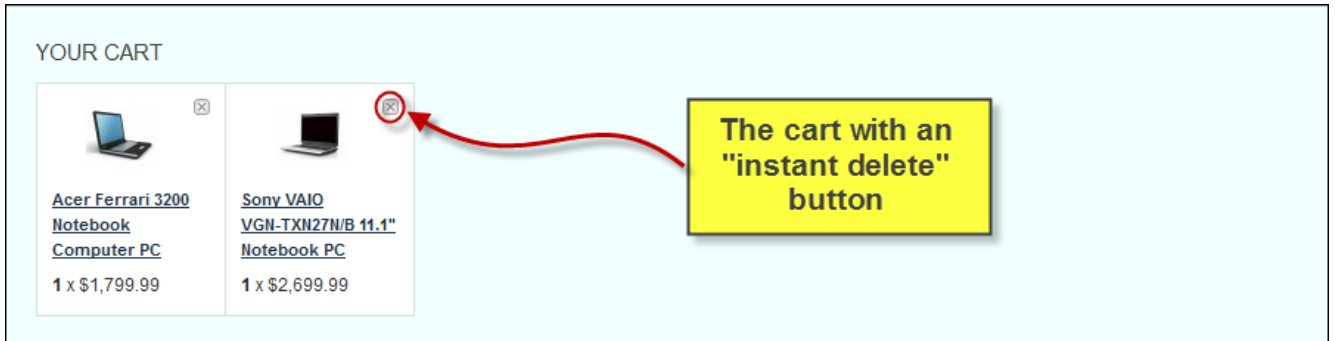 YOUR CART
Acer Ferrari 3200
Notebook
Computer PC
1 x $1,799.99
Sony VAIO
VGN-TXN27N/B 11.1"
Notebook PC
1 x $2,699.99
The cart with an
"instant delete"
button